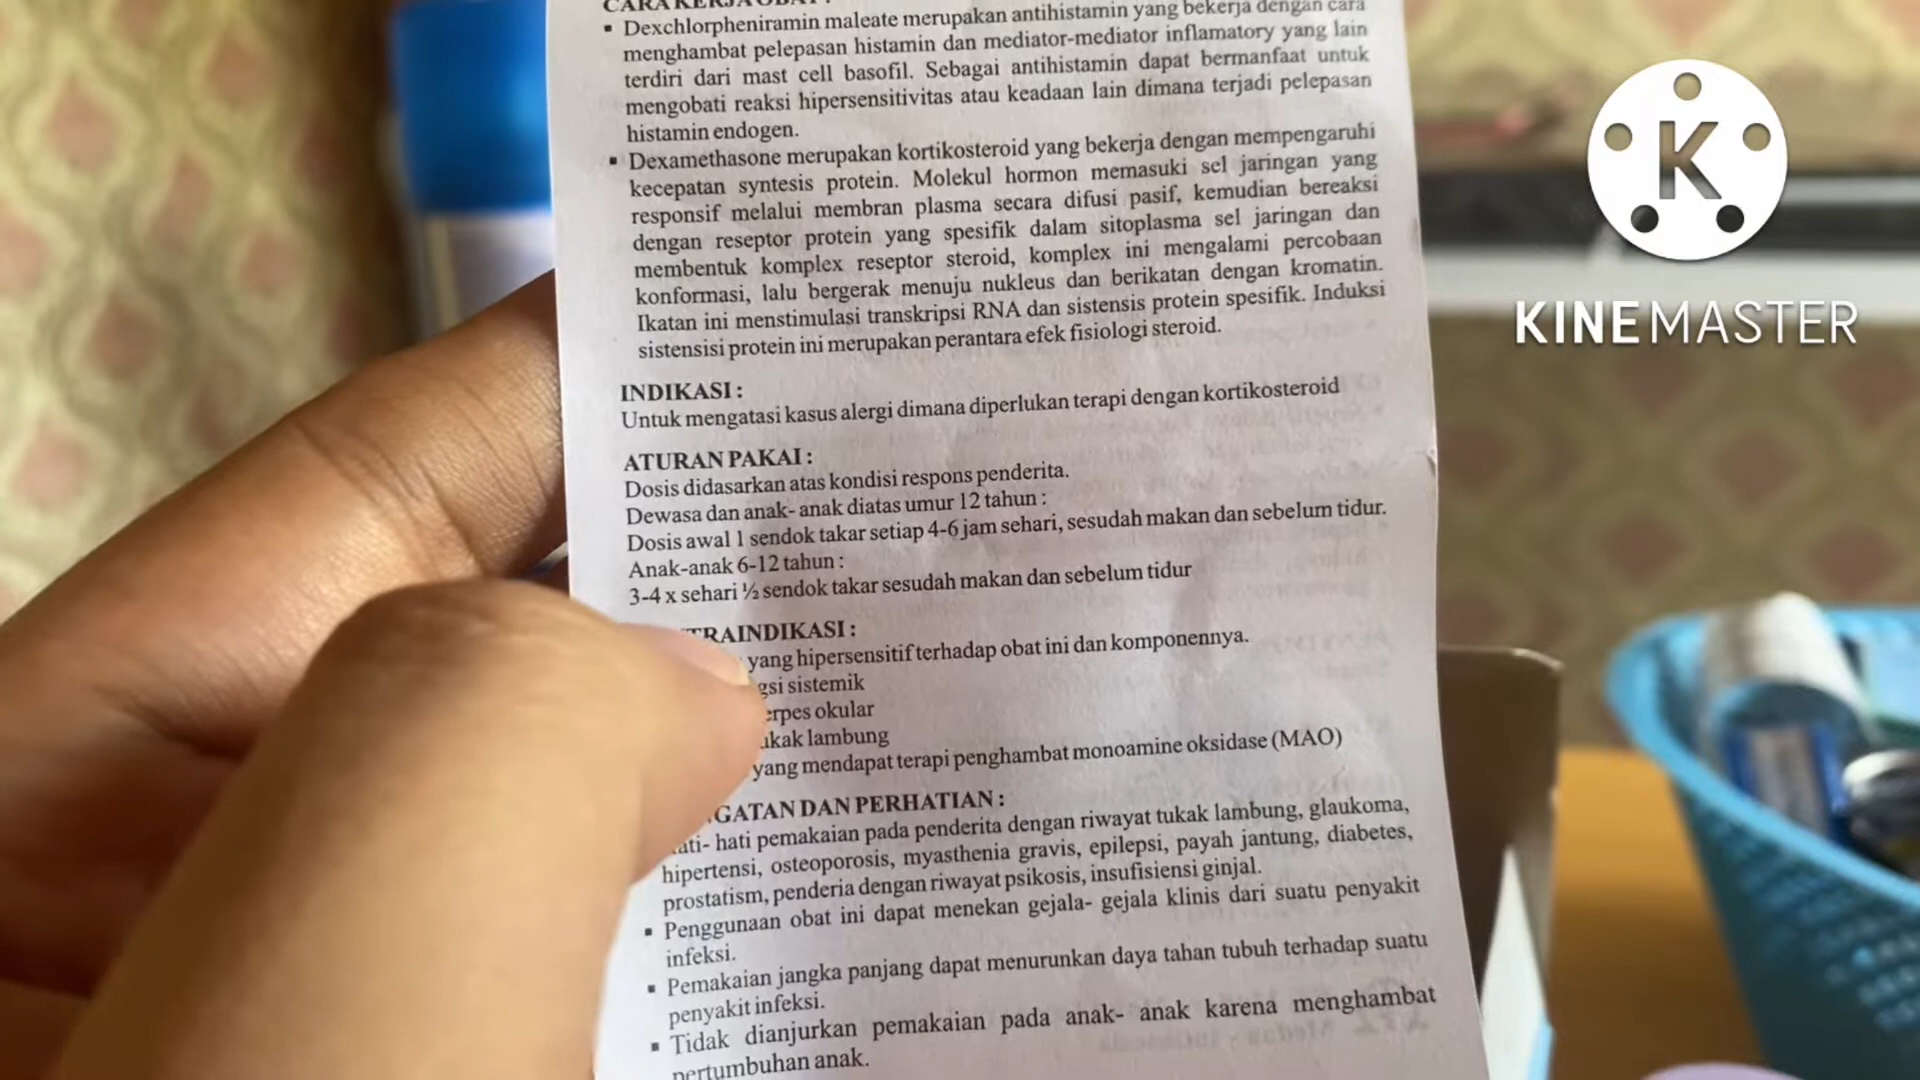 CARA KERJA OBAT :
▪ Dexchlorpheniramin maleate merupakan antihistamin yang bekerja dengan cara
menghambat pelepasan histamin dan mediator-mediator inflamatory yang lain
terdiri dari mast cell basofil. Sebagai antihistamin dapat bermanfaat untuk
mengobati reaksi hipersensitivitas atau keadaan lain dimana terjadi pelepasan
histamin endogen.
▪ Dexamethasone merupakan kortikosteroid yang bekerja dengan mempengaruhi
kecepatan syntesis protein. Molekul hormon memasuki sel jaringan yang
responsif melalui membran plasma secara difusi pasif, kemudian bereaksi
dengan reseptor protein yang spesifik dalam sitoplasma sel jaringan dan
membentuk komplex reseptor steroid, komplex ini mengalami percobaan
konformasi, lalu bergerak menuju nukleus dan berikatan dengan kromatin.
Ikatan ini menstimulasi transkripsi RNA dan sistensis protein spesifik. Induksi
sistensisi protein ini merupakan perantara efek fisiologi steroid.
INDIKASI :
Untuk mengatasi kasus alergi dimana diperlukan terapi dengan kortikosteroid
ATURAN PAKAI :
Dosis didasarkan atas kondisi respons penderita.
Dewasa dan anak- anak diatas umur 12 tahun :
Dosis awal 1 sendok takar setiap 4-6 jam sehari, sesudah makan dan sebelum tidur.
Anak-anak 6-12 tahun :
3-4 x sehari ½ sendok takar sesudah makan dan sebelum tidur
TRAINDIKASI :
yang hipersensitif terhadap obat ini dan komponennya.
gsi sistemik
erpes okular
ukak lambung
yang mendapat terapi penghambat monoamine oksidase (MAO)
GATAN DAN PERHATIAN :
ati- hati pemakaian pada penderita dengan riwayat tukak lambung, glaukoma,
hipertensi, osteoporosis, myasthenia gravis, epilepsi, payah jantung, diabetes,
prostatism, penderia dengan riwayat psikosis, insufisiensi ginjal.
▪ Penggunaan obat ini dapat menekan gejala- gejala klinis dari suatu penyakit
infeksi.
▪ Pemakaian jangka panjang dapat menurunkan daya tahan tubuh terhadap suatu
penyakit infeksi.
▪ Tidak dianjurkan pemakaian pada anak- anak karena menghambat
pertumbuhan anak.
K
KINEMASTER